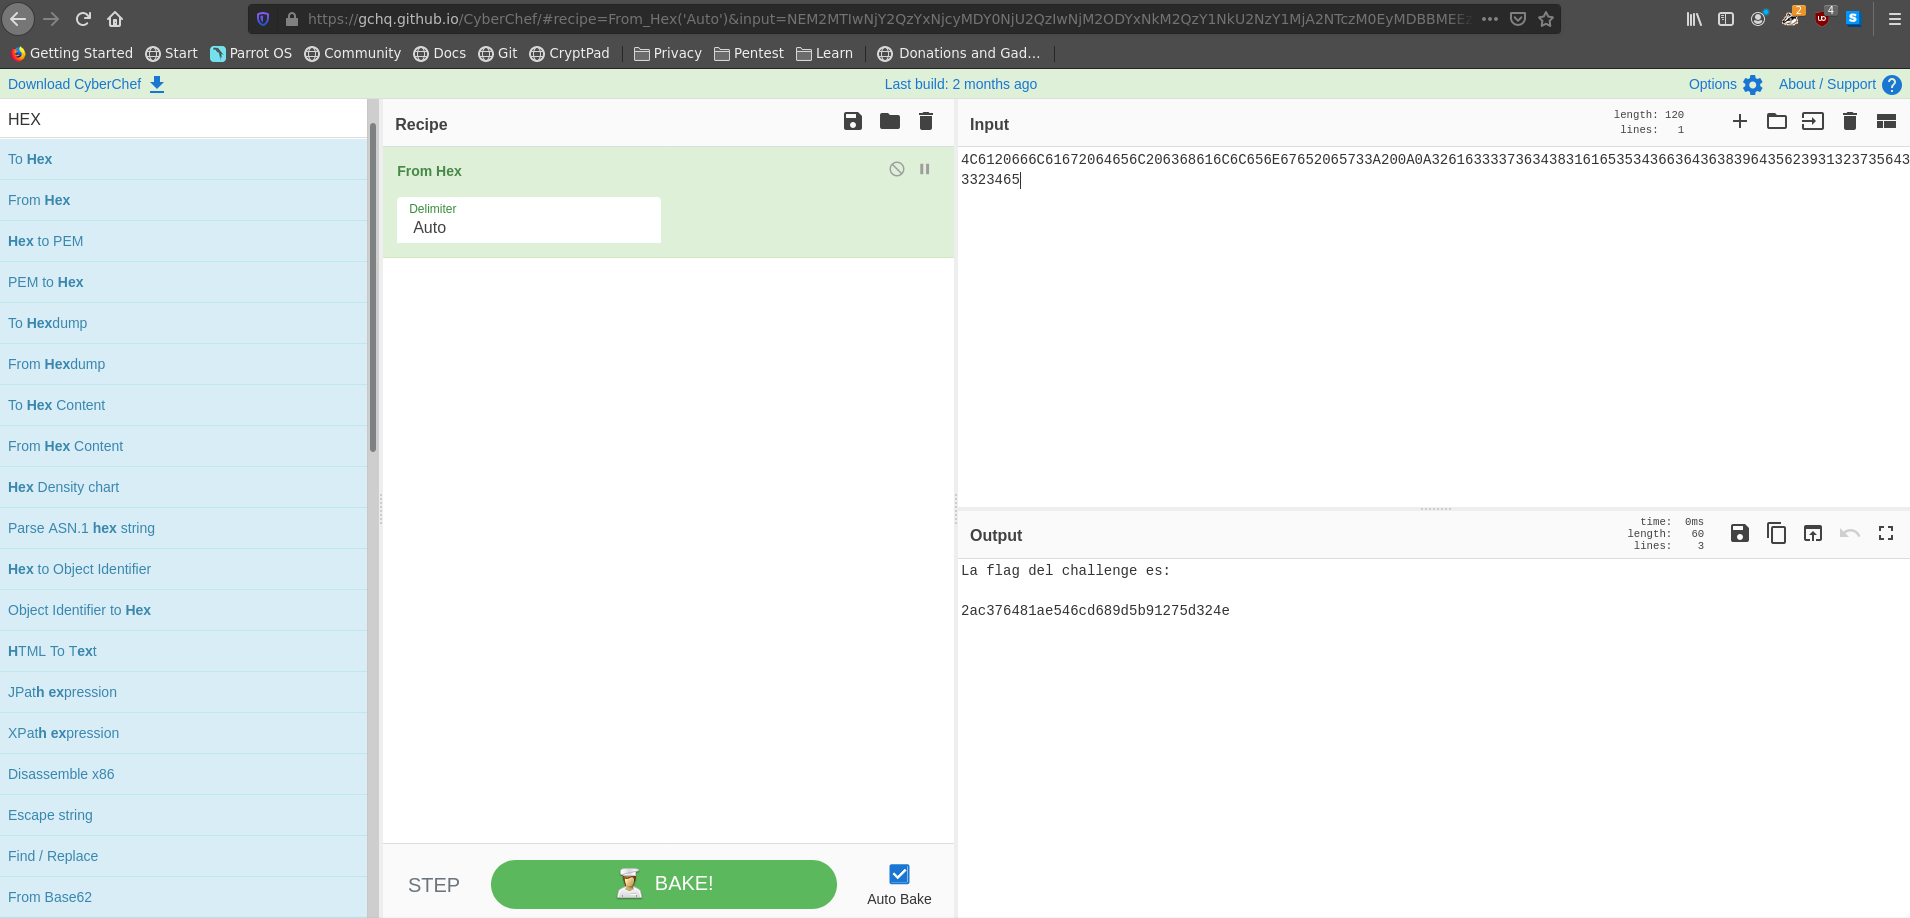 https://gchq.github.io/CyberChef/#recipe=From_Hex('Auto')&input=NEM2MTIwNjY2QzYxNjcyMDY0NjU2QzIwNjM2ODYxNkM2QzY1NkU2NzY1MjA2NTczM0EyMDBBMEEz
2 4
Getting Started Start Parrot OS Community Docs Git CryptPad Privacy Pentest Learn Donations and Gad…
Download CyberChef Last build: 2 months ago Options About / Support
HEX
To Hex
From Hex
Hex to PEM
PEM to Hex
To Hexdump
From Hexdump
To Hex Content
From Hex Content
Hex Density chart
Parse ASN.1 hex string
Hex to Object Identifier
Object Identifier to Hex
HTML To Text
JPath expression
XPath expression
Disassemble x86
Escape string
Find / Replace
From Base62
Recipe
From Hex
Delimiter
Auto
STEP
BAKE!
Auto Bake
Input
length: 120
lines: 1
4C6120666C61672064656C206368616C6C656E67652065733A200A0A3261633337363438316165353436636436383964356239313237356433
3323465
Output
time: 0ms
length: 60
lines: 3
La flag del challenge es:
2ac376481ae546cd689d5b91275d324e